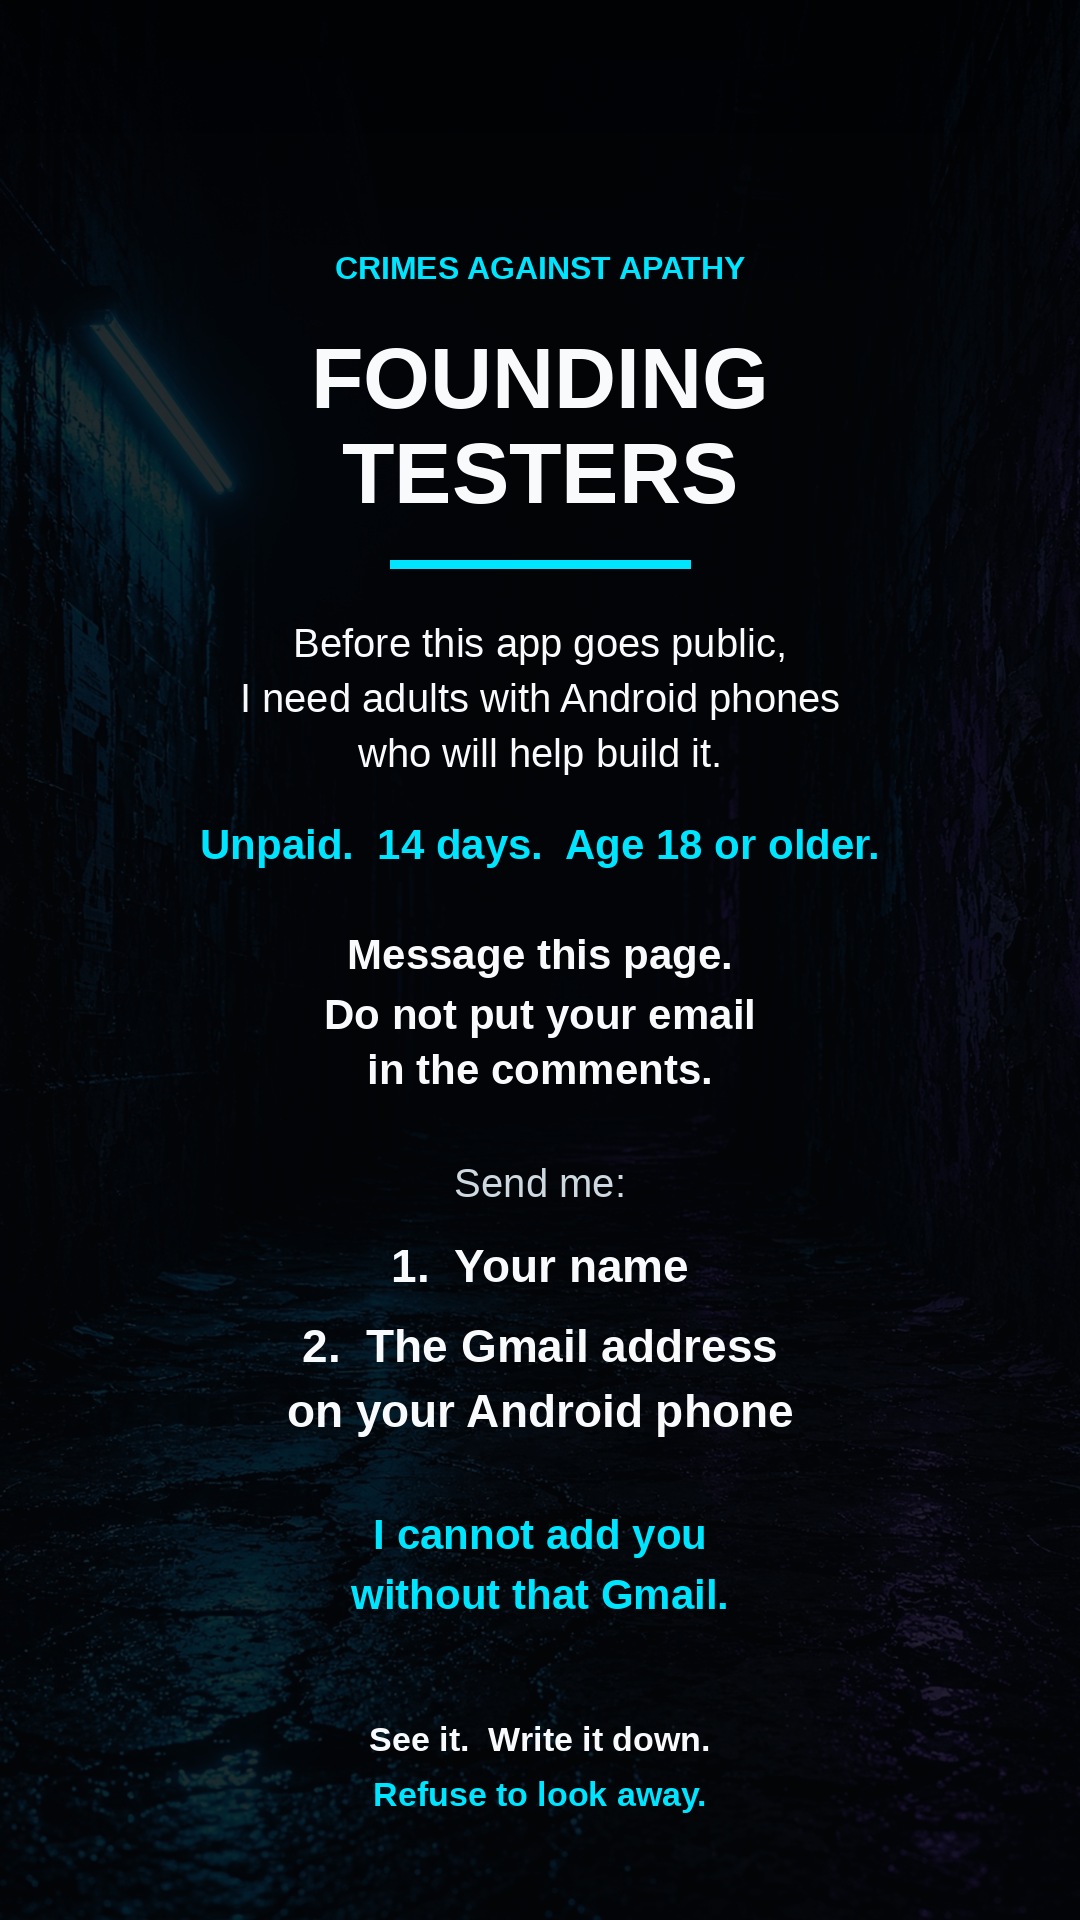 CRIMES AGAINST APATHY
FOUNDING
TESTERS
Before this app goes public,
I need adults with Android phones
who will help build it.
Unpaid.  14 days.  Age 18 or older.
Message this page.
Do not put your email
in the comments.
Send me:
1.  Your name
2.  The Gmail address
on your Android phone
I cannot add you
without that Gmail.
See it.  Write it down.
Refuse to look away.